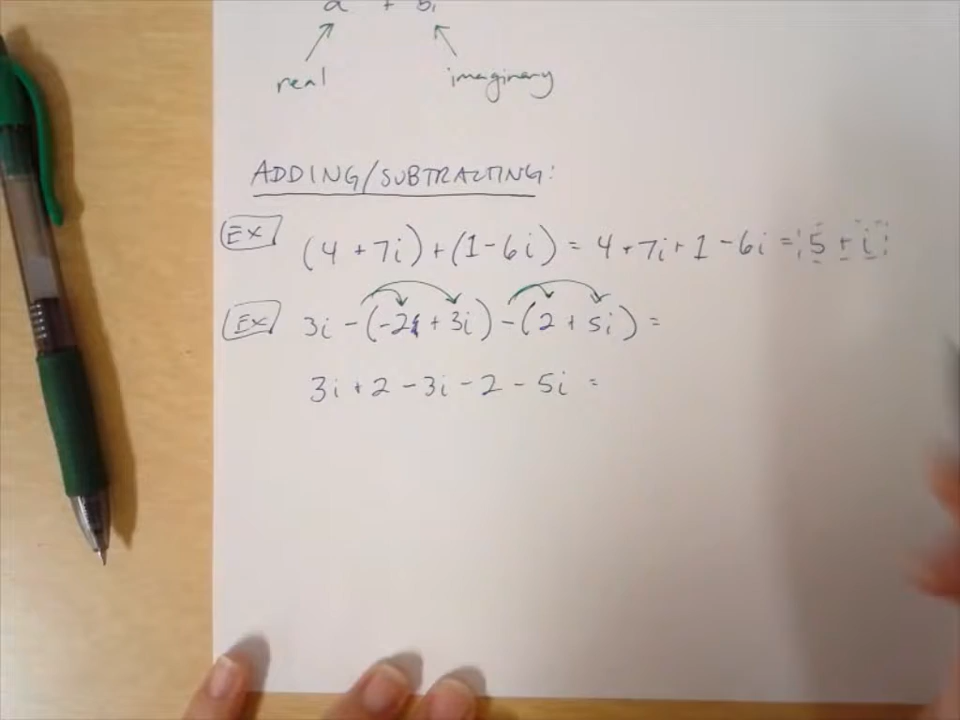 a + bi
real imaginary
ADDING/SUBTRACTING:
EX (4 + 7i) + (1 - 6i) = 4 + 7i + 1 - 6i = 5 + i
EX 3i - (-2 + 3i) - (2 + 5i) =
3i + 2 - 3i - 2 - 5i =